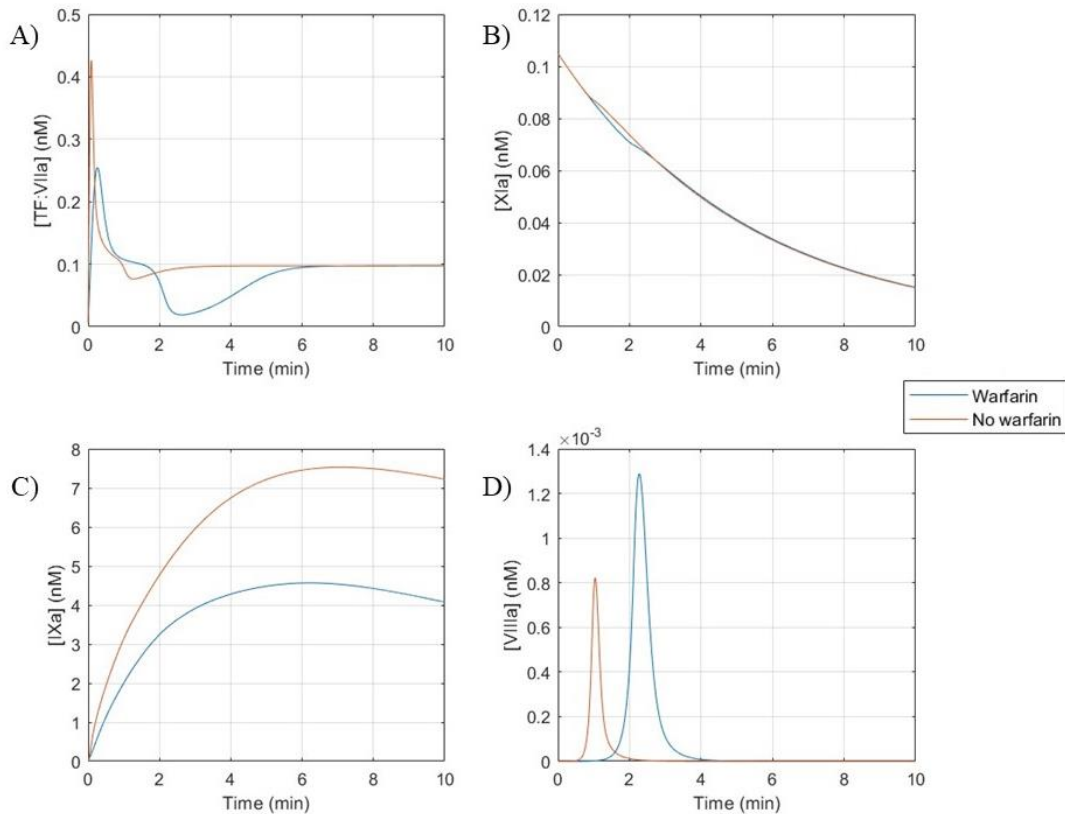 A)
[TF:VIIa] (nM)
0.5
0.4
0.3
0.2
0.1
0
0 2 4 6 8 10
Time (min)
B)
[XIa] (nM)
0.12
0.1
0.08
0.06
0.04
0.02
0
0 2 4 6 8 10
Time (min)
Warfarin
No warfarin
C)
[IXa] (nM)
8
7
6
5
4
3
2
1
0
0 2 4 6 8 10
Time (min)
D)
[VIIIa] (nM)
×10⁻³
1.4
1.2
1
0.8
0.6
0.4
0.2
0
0 2 4 6 8 10
Time (min)